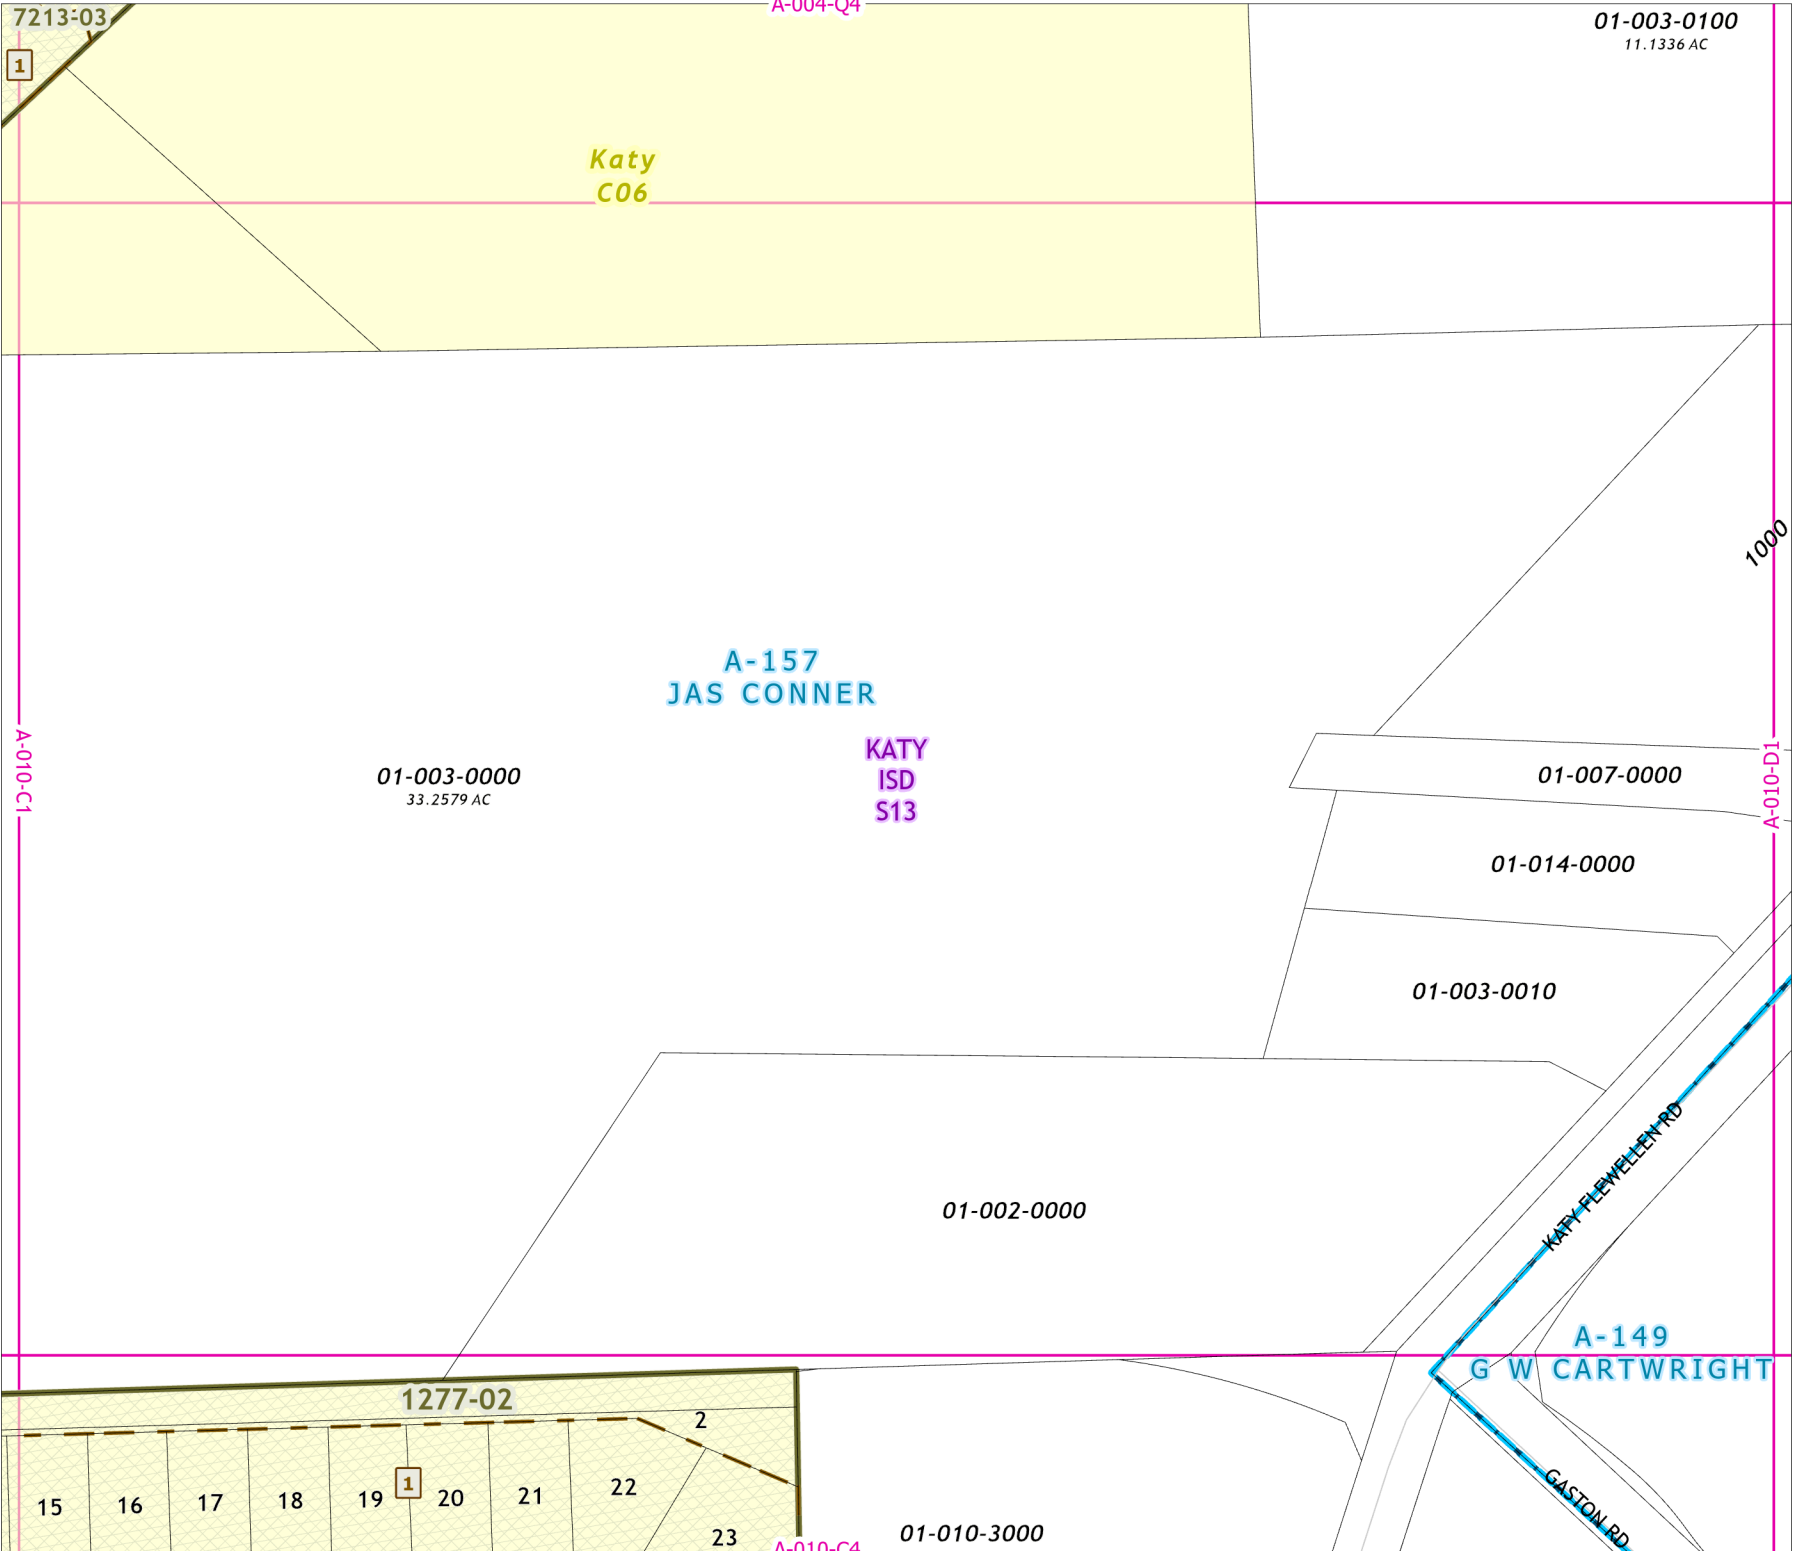 A-004-Q4
7213-03
01-003-0100
11.1336 AC
1
Katy
C06
1000
A-157
JAS CONNER
KATY
ISD
S13
A-010-C1
01-003-0000
33.2579 AC
01-007-0000
A-010-D1
01-014-0000
01-003-0010
KATY FLEWELLEN RD
01-002-0000
A-149
G W CARTWRIGHT
1277-02
2
1
15
16
17
18
19
20
21
22
23
01-010-3000
GASTON RD
A-010-C4